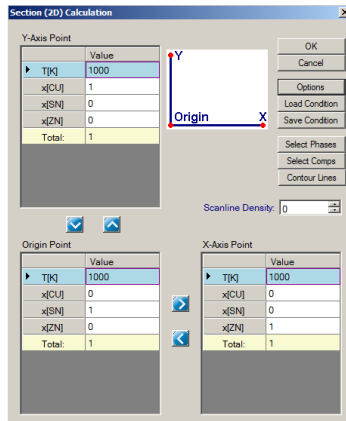 Section (2D) Calculation
Y-Axis Point
Value
T[K] 1000
x[CU] 1
x[SN] 0
x[ZN] 0
Total: 1
Y
Origin X
OK
Cancel
Options
Load Condition
Save Condition
Select Phases
Select Comps
Contour Lines
Scanline Density: 0
Origin Point
Value
T[K] 1000
x[CU] 0
x[SN] 1
x[ZN] 0
Total: 1
X-Axis Point
Value
T[K] 1000
x[CU] 0
x[SN] 0
x[ZN] 1
Total: 1